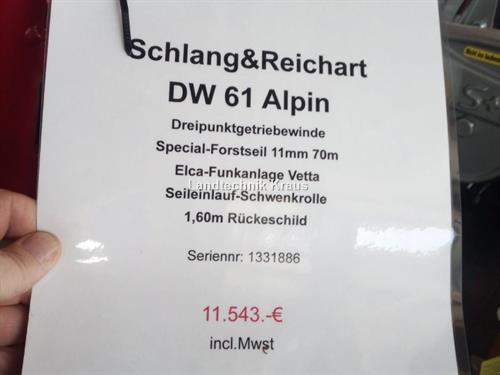 Schlang&Reichart
DW 61 Alpin
Dreipunktgetriebewinde
Special-Forstseil 11mm 70m
Elca-Funkanlage Vetta
Landtechnik Kraus
Seileinlauf-Schwenkrolle
1,60m Rückeschild
Seriennr: 1331886
11.543.-€
incl.Mwst